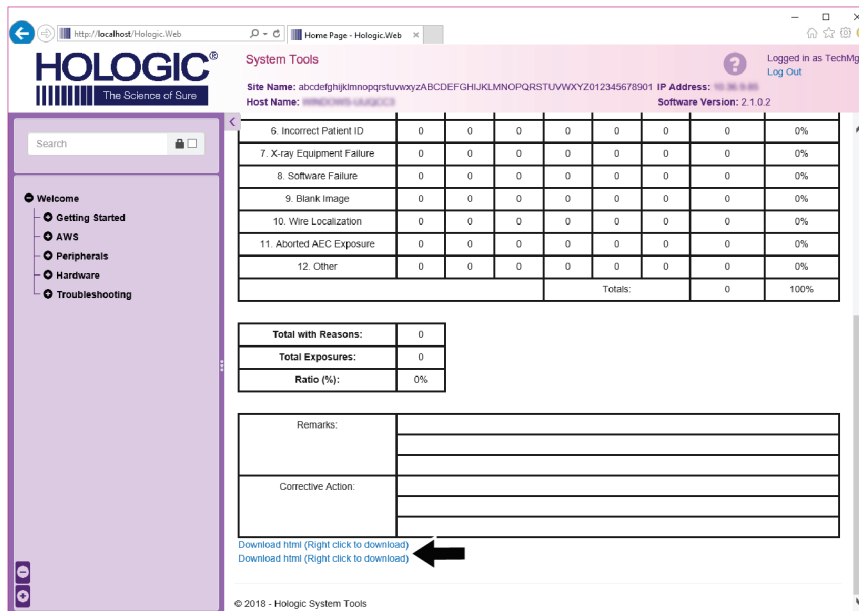 http://localhost/Hologic.Web
Home Page - Hologic.Web
HOLOGIC®
The Science of Sure
System Tools
Logged in as TechMg
Log Out
Site Name: abcdefghijklmnopqrstuvwxyzABCDEFGHIJKLMNOPQRSTUVWXYZ012345678901 IP Address:
Host Name:
Software Version: 2.1.0.2
Search
Welcome
Getting Started
AWS
Peripherals
Hardware
Troubleshooting
6. Incorrect Patient ID 0 0 0 0 0 0 0 0%
7. X-ray Equipment Failure 0 0 0 0 0 0 0 0%
8. Software Failure 0 0 0 0 0 0 0 0%
9. Blank Image 0 0 0 0 0 0 0 0%
10. Wire Localization 0 0 0 0 0 0 0 0%
11. Aborted AEC Exposure 0 0 0 0 0 0 0 0%
12. Other 0 0 0 0 0 0 0 0%
Totals: 0 100%
Total with Reasons: 0
Total Exposures: 0
Ratio (%): 0%
Remarks:
Corrective Action:
Download html (Right click to download)
Download html (Right click to download)
© 2018 - Hologic System Tools